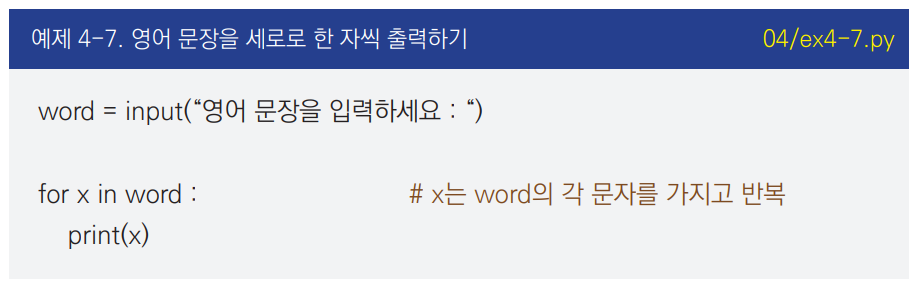 예제 4-7. 영어 문장을 세로로 한 자씩 출력하기 04/ex4-7.py
word = input(“영어 문장을 입력하세요 : “)
for x in word : # x는 word의 각 문자를 가지고 반복
print(x)